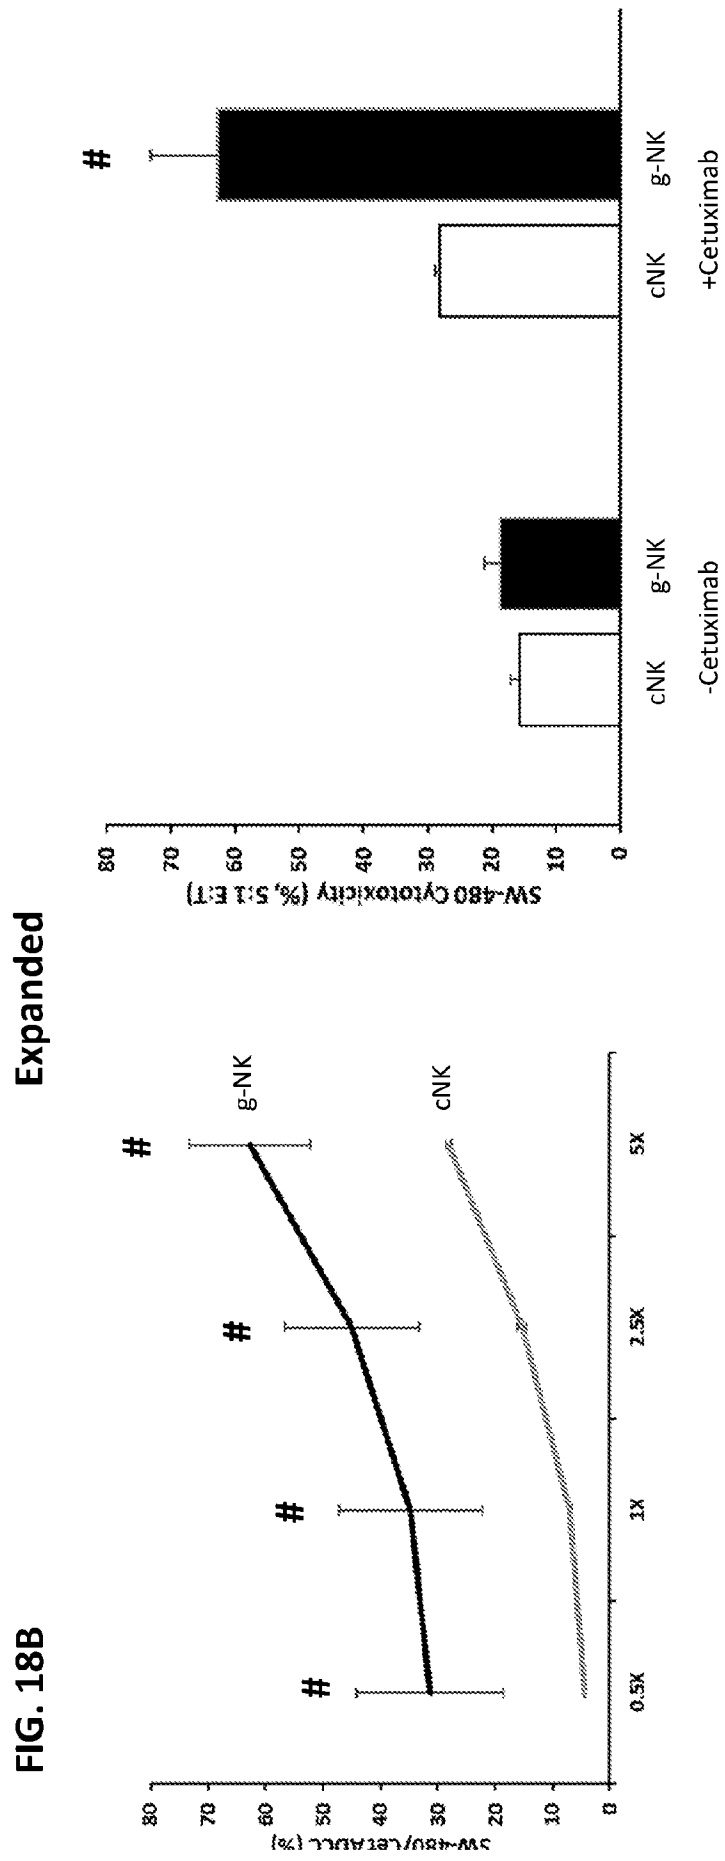 FIG. 18B
Expanded
SW-480/Cet ADCC (%)
80
70
60
50
40
30
20
10
0
#
#
#
#
g-NK
cNK
0.5X
1X
2.5X
5X
SW-480 Cytotoxicity (%, 5:1 E:T)
80
70
60
50
40
30
20
10
0
#
cNK
g-NK
cNK
g-NK
-Cetuximab
+Cetuximab